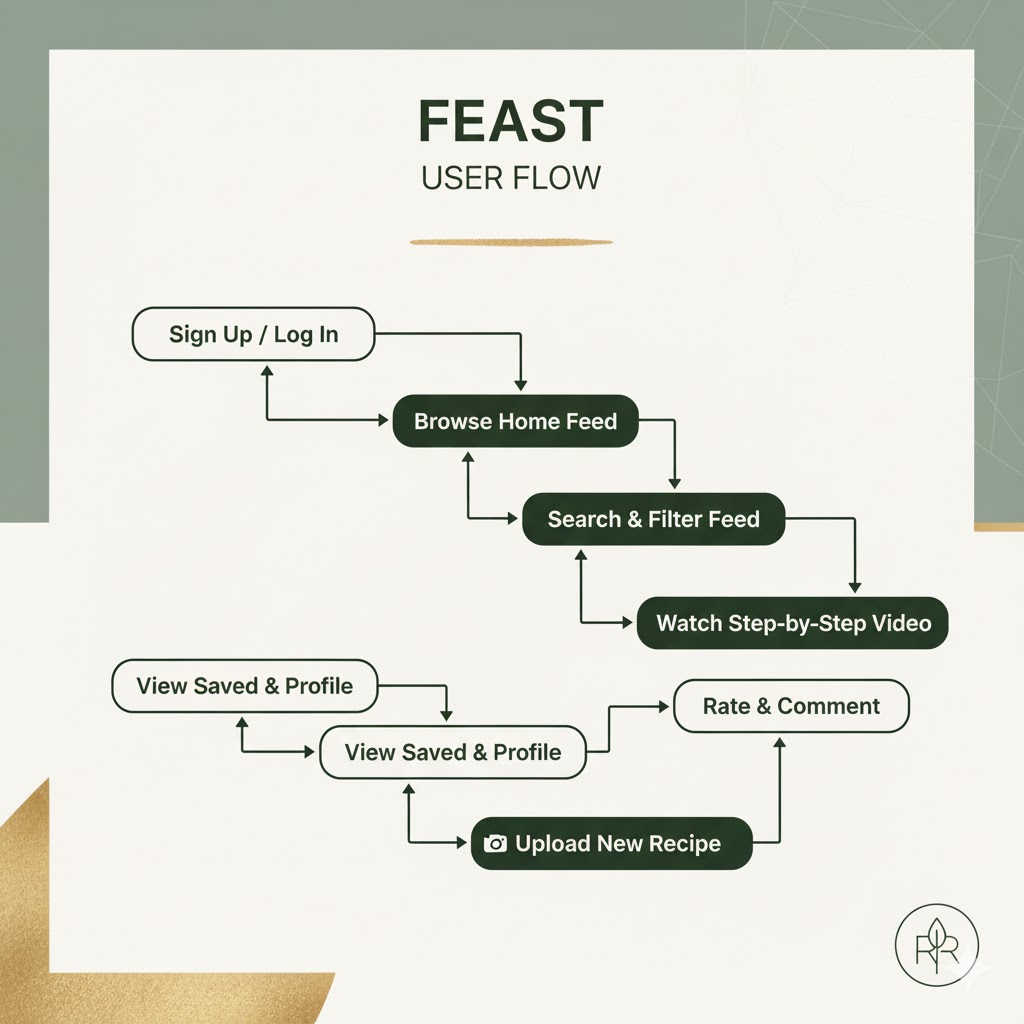 FEAST
USER FLOW
Sign Up / Log In
Browse Home Feed
Search & Filter Feed
Watch Step-by-Step Video
View Saved & Profile
Rate & Comment
View Saved & Profile
Upload New Recipe
RR